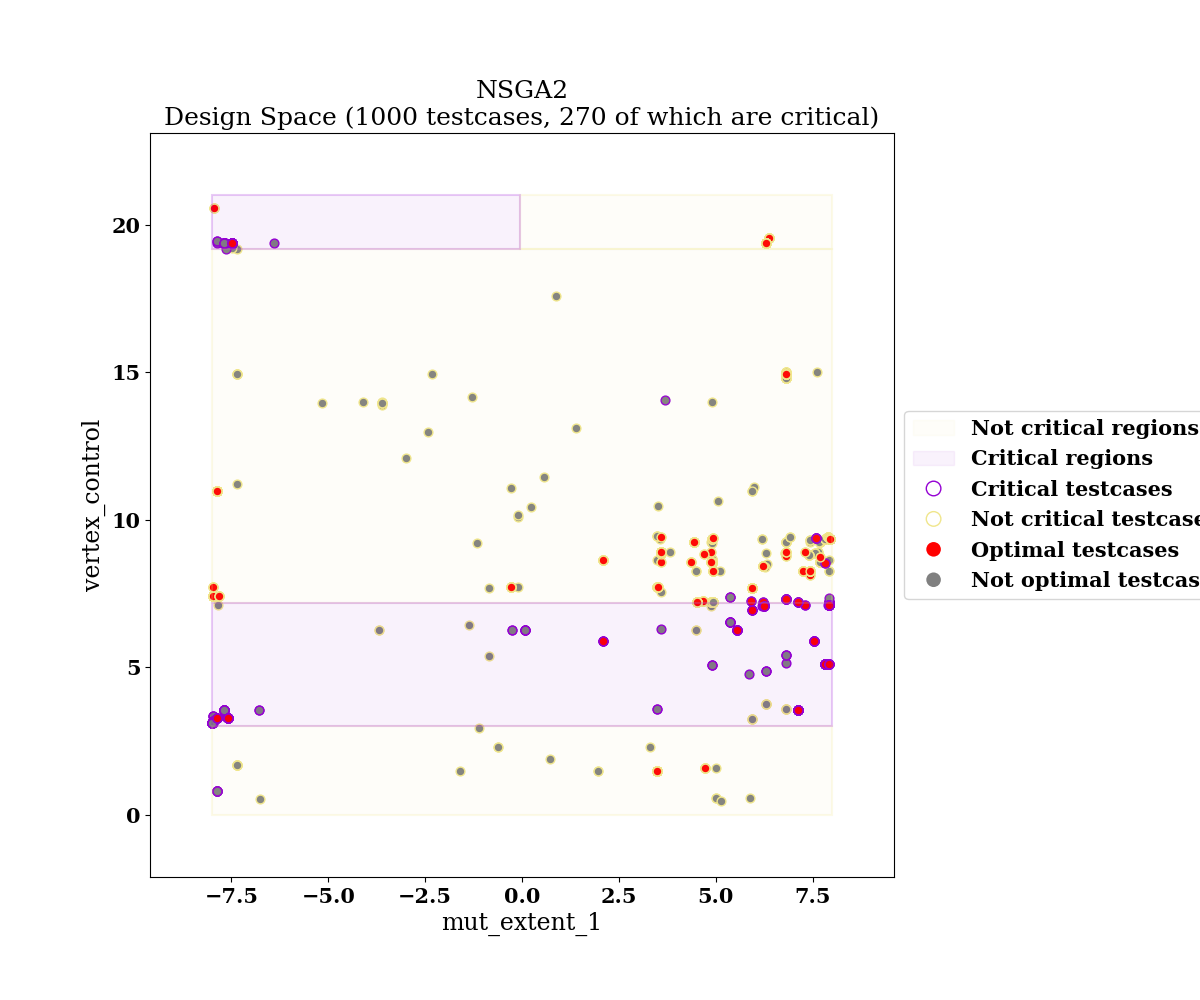 NSGA2
Design Space (1000 testcases, 270 of which are critical)
vertex_control
20
15
10
5
0
−7.5 −5.0 −2.5 0.0 2.5 5.0 7.5
mut_extent_1
Not critical regions
Critical regions
Critical testcases
Not critical testcase
Optimal testcases
Not optimal testcas